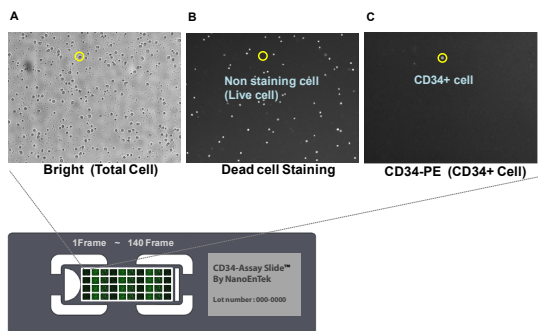 A
B
C
Non staining cell
(Live cell)
CD34+ cell
Bright (Total Cell)
Dead cell Staining
CD34-PE (CD34+ Cell)
1Frame ~ 140 Frame
CD34-Assay Slide™
By NanoEnTek
Lot number : 000-0000